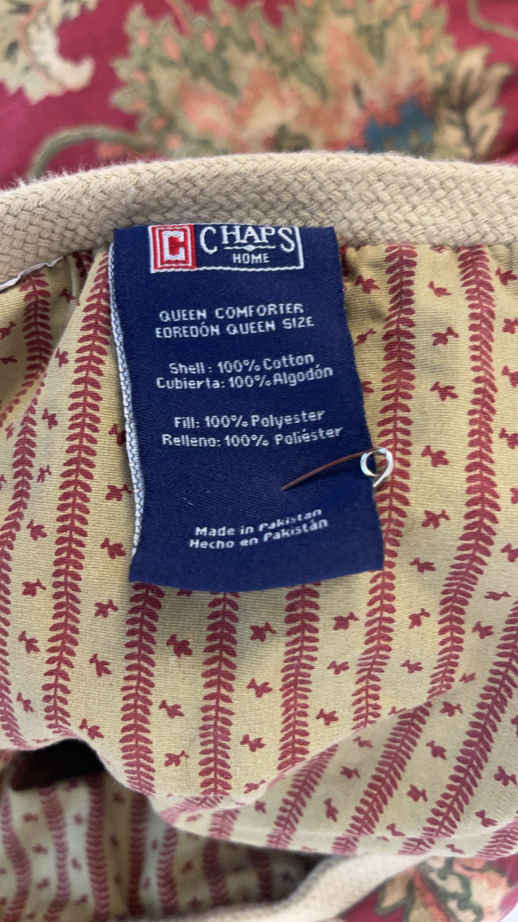 C CHAPS
HOME
QUEEN COMFORTER
EDREDÓN QUEEN SIZE
Shell: 100% Cotton
Cubierta: 100% Algodón
Fill: 100% Polyester
Relleno: 100% Poliéster
Made in Pakistan
Hecho en Pakistán